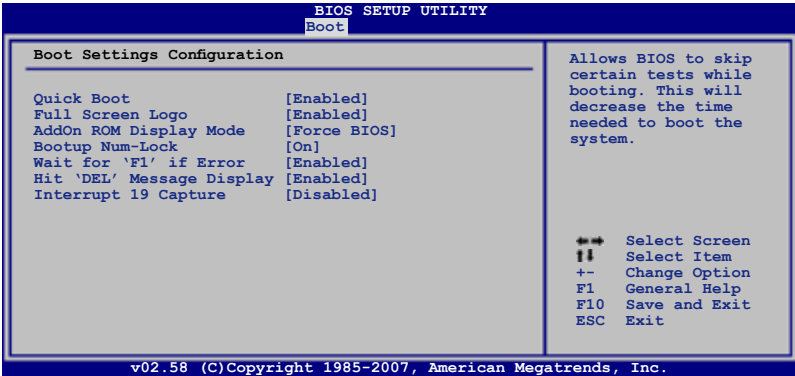 BIOS SETUP UTILITY
Boot
Boot Settings Configuration
Quick Boot [Enabled]
Full Screen Logo [Enabled]
AddOn ROM Display Mode [Force BIOS]
Bootup Num-Lock [On]
Wait for ‘F1’ if Error [Enabled]
Hit ‘DEL’ Message Display [Enabled]
Interrupt 19 Capture [Disabled]
Allows BIOS to skip
certain tests while
booting. This will
decrease the time
needed to boot the
system.
←→ Select Screen
↑↓ Select Item
+- Change Option
F1 General Help
F10 Save and Exit
ESC Exit
v02.58 (C)Copyright 1985-2007, American Megatrends, Inc.